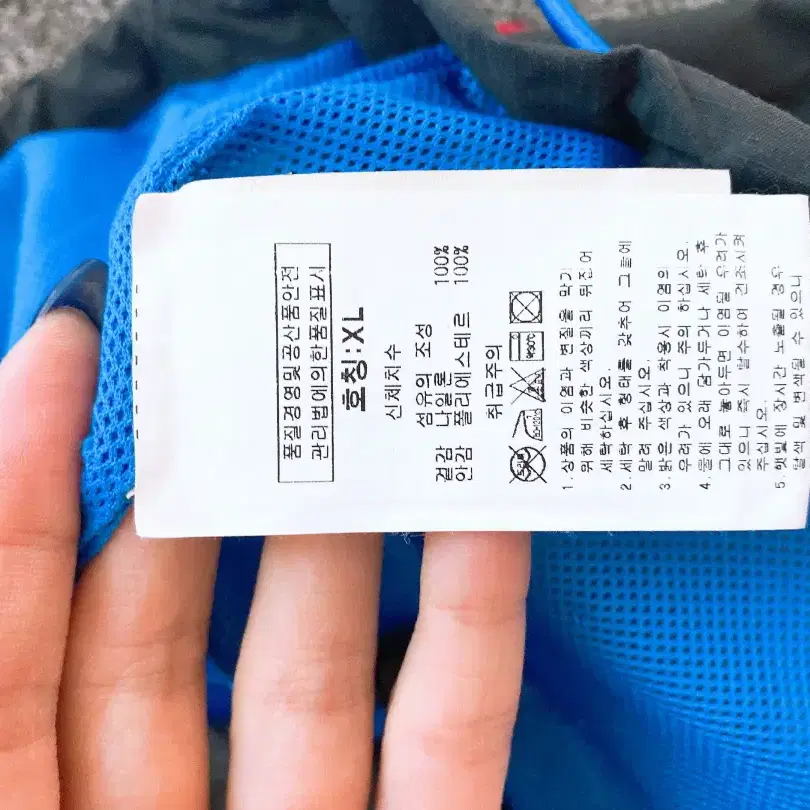 품질경영및공산품안전
관리법에의한품질표시
호칭:XL
신체치수
섬유의 조성
겉감 나일론 100%
안감 폴리에스테르 100%
취급주의
1. 상품의 이염과 변질을 막기
위해 비슷한 색상끼리 뒤집어
세탁하십시오.
2. 세탁 후 형태를 갖추어 그늘에
말려 주십시오.
3. 밝은 색상과 착용시 이염의
우려가 있으니 주의 하십시오.
4. 물에 오래 담가두거나 세탁 후
그대로 놓아두면 이염될 우려가
있으니 즉시 탈수하여 건조시켜
주십시오.
5. 햇빛에 장시간 노출될 경우
탈색 및 변색될 수 있으니